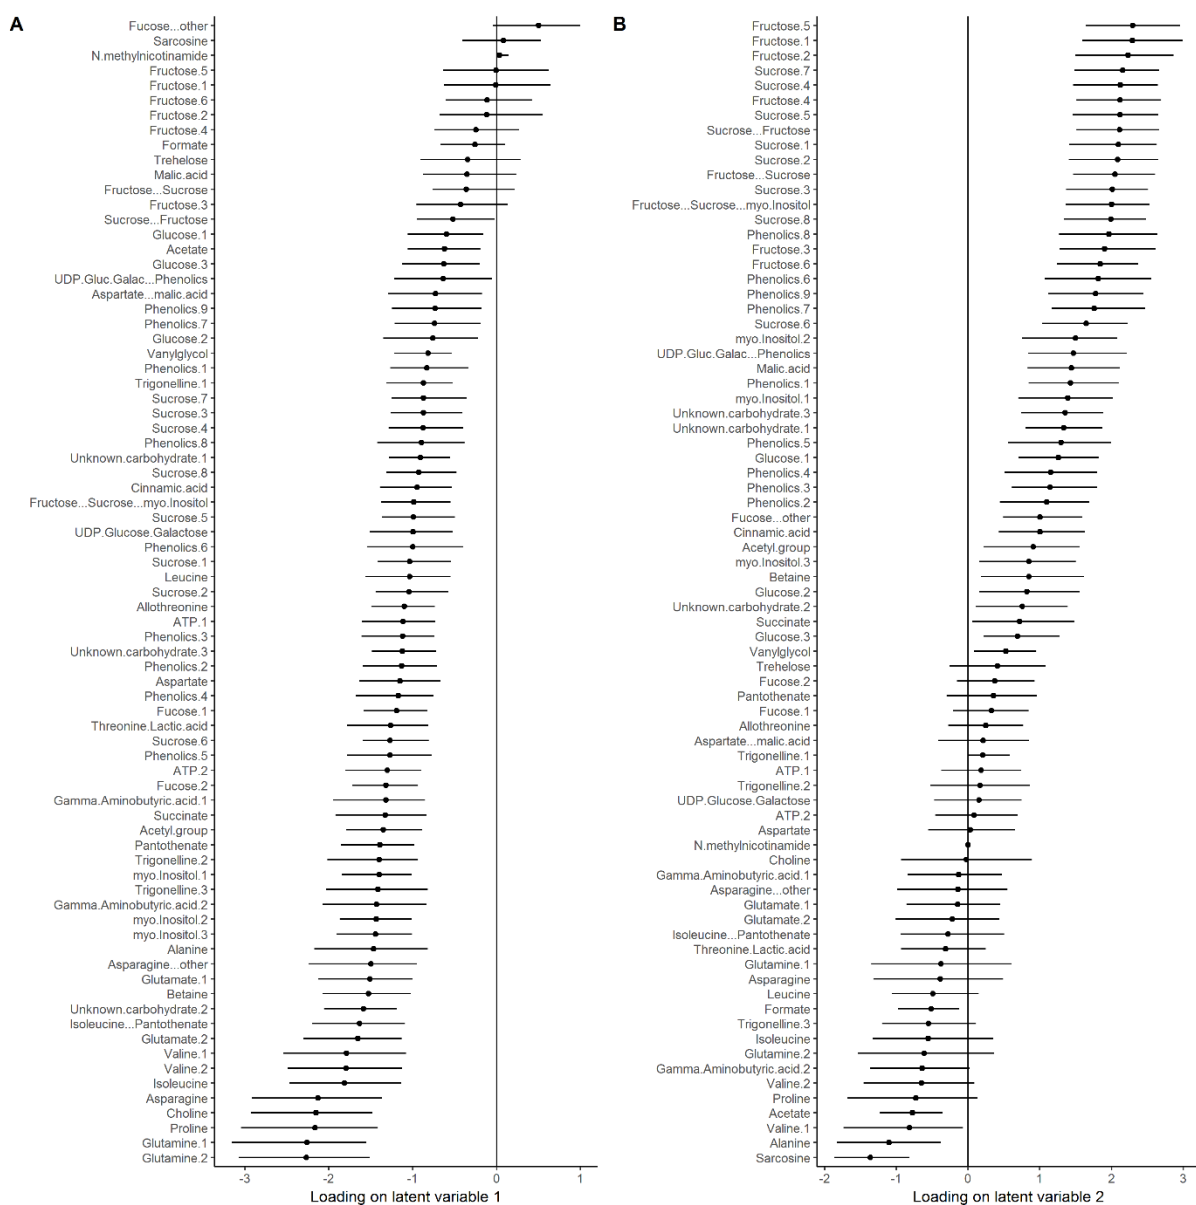 A
Fucose...other
Sarcosine
N.methylnicotinamide
Fructose.5
Fructose.1
Fructose.6
Fructose.2
Fructose.4
Formate
Trehelose
Malic.acid
Fructose...Sucrose
Fructose.3
Sucrose...Fructose
Glucose.1
Acetate
Glucose.3
UDP.Gluc.Galac...Phenolics
Aspartate...malic.acid
Phenolics.9
Phenolics.7
Glucose.2
Vanylglycol
Phenolics.1
Trigonelline.1
Sucrose.7
Sucrose.3
Sucrose.4
Phenolics.8
Unknown.carbohydrate.1
Sucrose.8
Cinnamic.acid
Fructose...Sucrose...myo.Inositol
Sucrose.5
UDP.Glucose.Galactose
Phenolics.6
Sucrose.1
Leucine
Sucrose.2
Allothreonine
ATP.1
Phenolics.3
Unknown.carbohydrate.3
Phenolics.2
Aspartate
Phenolics.4
Fucose.1
Threonine.Lactic.acid
Sucrose.6
Phenolics.5
ATP.2
Fucose.2
Gamma.Aminobutyric.acid.1
Succinate
Acetyl.group
Pantothenate
Trigonelline.2
myo.Inositol.1
Trigonelline.3
Gamma.Aminobutyric.acid.2
myo.Inositol.2
myo.Inositol.3
Alanine
Asparagine...other
Glutamate.1
Betaine
Unknown.carbohydrate.2
Isoleucine...Pantothenate
Glutamate.2
Valine.1
Valine.2
Isoleucine
Asparagine
Choline
Proline
Glutamine.1
Glutamine.2
-3 -2 -1 0 1
Loading on latent variable 1
B
Fructose.5
Fructose.1
Fructose.2
Sucrose.7
Sucrose.4
Fructose.4
Sucrose.5
Sucrose...Fructose
Sucrose.1
Sucrose.2
Fructose...Sucrose
Sucrose.3
Fructose...Sucrose...myo.Inositol
Sucrose.8
Phenolics.8
Fructose.3
Fructose.6
Phenolics.6
Phenolics.9
Phenolics.7
Sucrose.6
myo.Inositol.2
UDP.Gluc.Galac...Phenolics
Malic.acid
Phenolics.1
myo.Inositol.1
Unknown.carbohydrate.3
Unknown.carbohydrate.1
Phenolics.5
Glucose.1
Phenolics.4
Phenolics.3
Phenolics.2
Fucose...other
Cinnamic.acid
Acetyl.group
myo.Inositol.3
Betaine
Glucose.2
Unknown.carbohydrate.2
Succinate
Glucose.3
Vanylglycol
Trehelose
Fucose.2
Pantothenate
Fucose.1
Allothreonine
Aspartate...malic.acid
Trigonelline.1
ATP.1
Trigonelline.2
UDP.Glucose.Galactose
ATP.2
Aspartate
N.methylnicotinamide
Choline
Gamma.Aminobutyric.acid.1
Asparagine...other
Glutamate.1
Glutamate.2
Isoleucine...Pantothenate
Threonine.Lactic.acid
Glutamine.1
Asparagine
Leucine
Formate
Trigonelline.3
Isoleucine
Glutamine.2
Gamma.Aminobutyric.acid.2
Valine.2
Proline
Acetate
Valine.1
Alanine
Sarcosine
-2 -1 0 1 2 3
Loading on latent variable 2